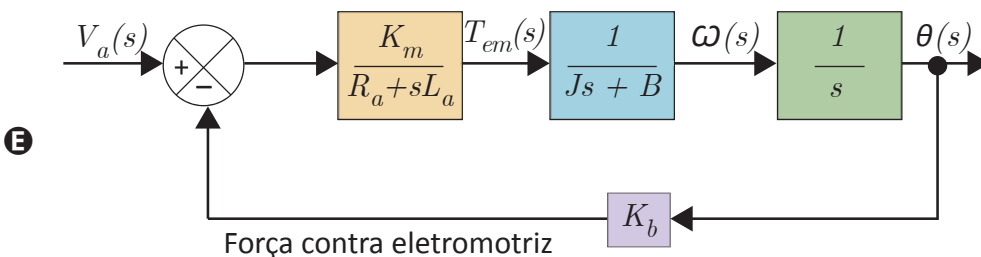 V_a(s)
+
−
K_m
R_a+sL_a
T_em(s)
1
Js + B
ω(s)
1
s
θ(s)
E
K_b
Força contra eletromotriz